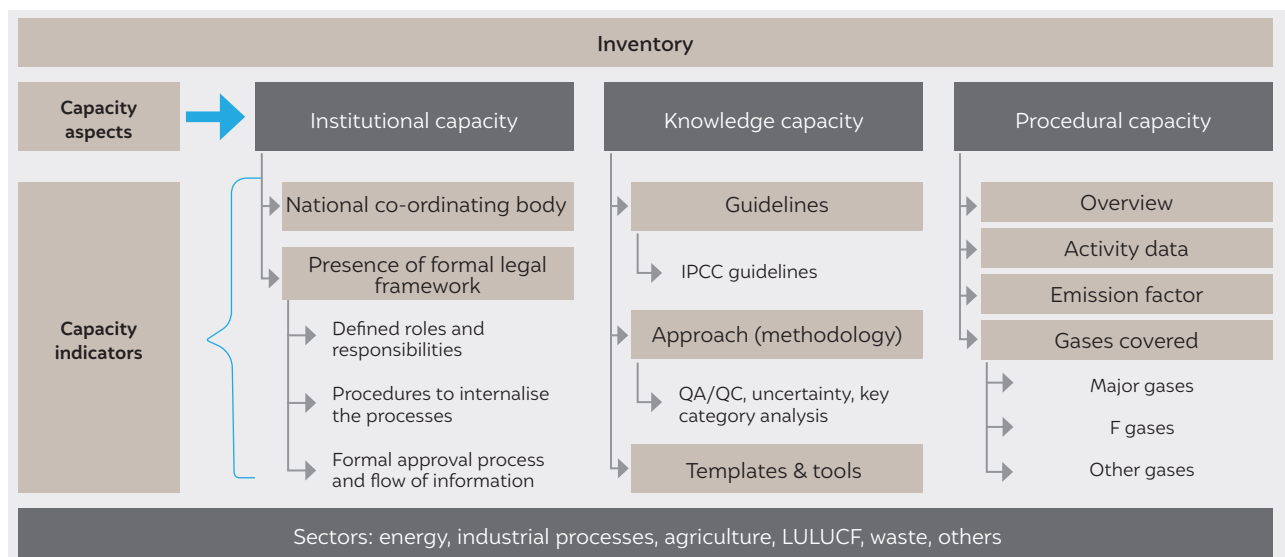 Inventory
Capacity
aspects
Institutional capacity
Knowledge capacity
Procedural capacity
Capacity
indicators
National co-ordinating body
Presence of formal legal
framework
Defined roles and
responsibilities
Procedures to internalise
the processes
Formal approval process
and flow of information
Guidelines
IPCC guidelines
Approach (methodology)
QA/QC, uncertainty, key
category analysis
Templates & tools
Overview
Activity data
Emission factor
Gases covered
Major gases
F gases
Other gases
Sectors: energy, industrial processes, agriculture, LULUCF, waste, others